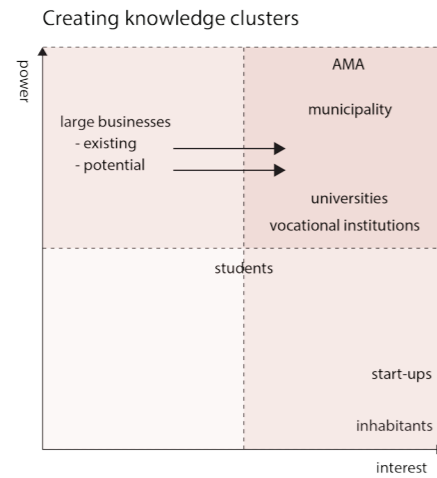 Creating knowledge clusters
power
AMA
municipality
large businesses
- existing
- potential
universities
vocational institutions
students
start-ups
inhabitants
interest